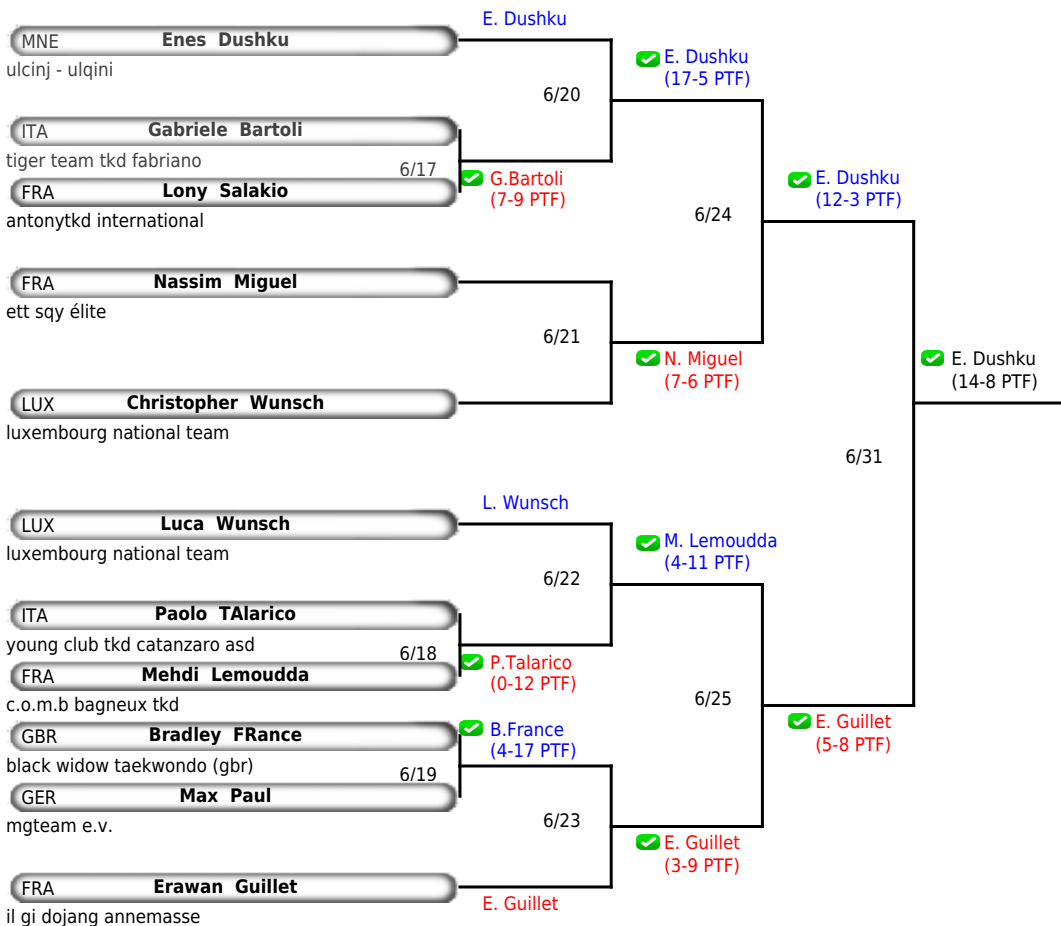 E. Dushku
MNE Enes Dushku
ulcinj - ulqini
E. Dushku
(17-5 PTF)
6/20
ITA Gabriele Bartoli
tiger team tkd fabriano
6/17
G.Bartoli
(7-9 PTF)
FRA Lony Salakio
antonytkd international
E. Dushku
(12-3 PTF)
6/24
FRA Nassim Miguel
ett sqy élite
6/21
N. Miguel
(7-6 PTF)
E. Dushku
(14-8 PTF)
LUX Christopher Wunsch
luxembourg national team
6/31
L. Wunsch
LUX Luca Wunsch
luxembourg national team
M. Lemoudda
(4-11 PTF)
6/22
ITA Paolo TAlarico
young club tkd catanzaro asd
6/18
P.Talarico
(0-12 PTF)
FRA Mehdi Lemoudda
c.o.m.b bagneux tkd
6/25
E. Guillet
(5-8 PTF)
GBR Bradley FRance
B.France
(4-17 PTF)
black widow taekwondo (gbr)
6/19
GER Max Paul
mgteam e.v.
6/23
E. Guillet
(3-9 PTF)
FRA Erawan Guillet
E. Guillet
il gi dojang annemasse